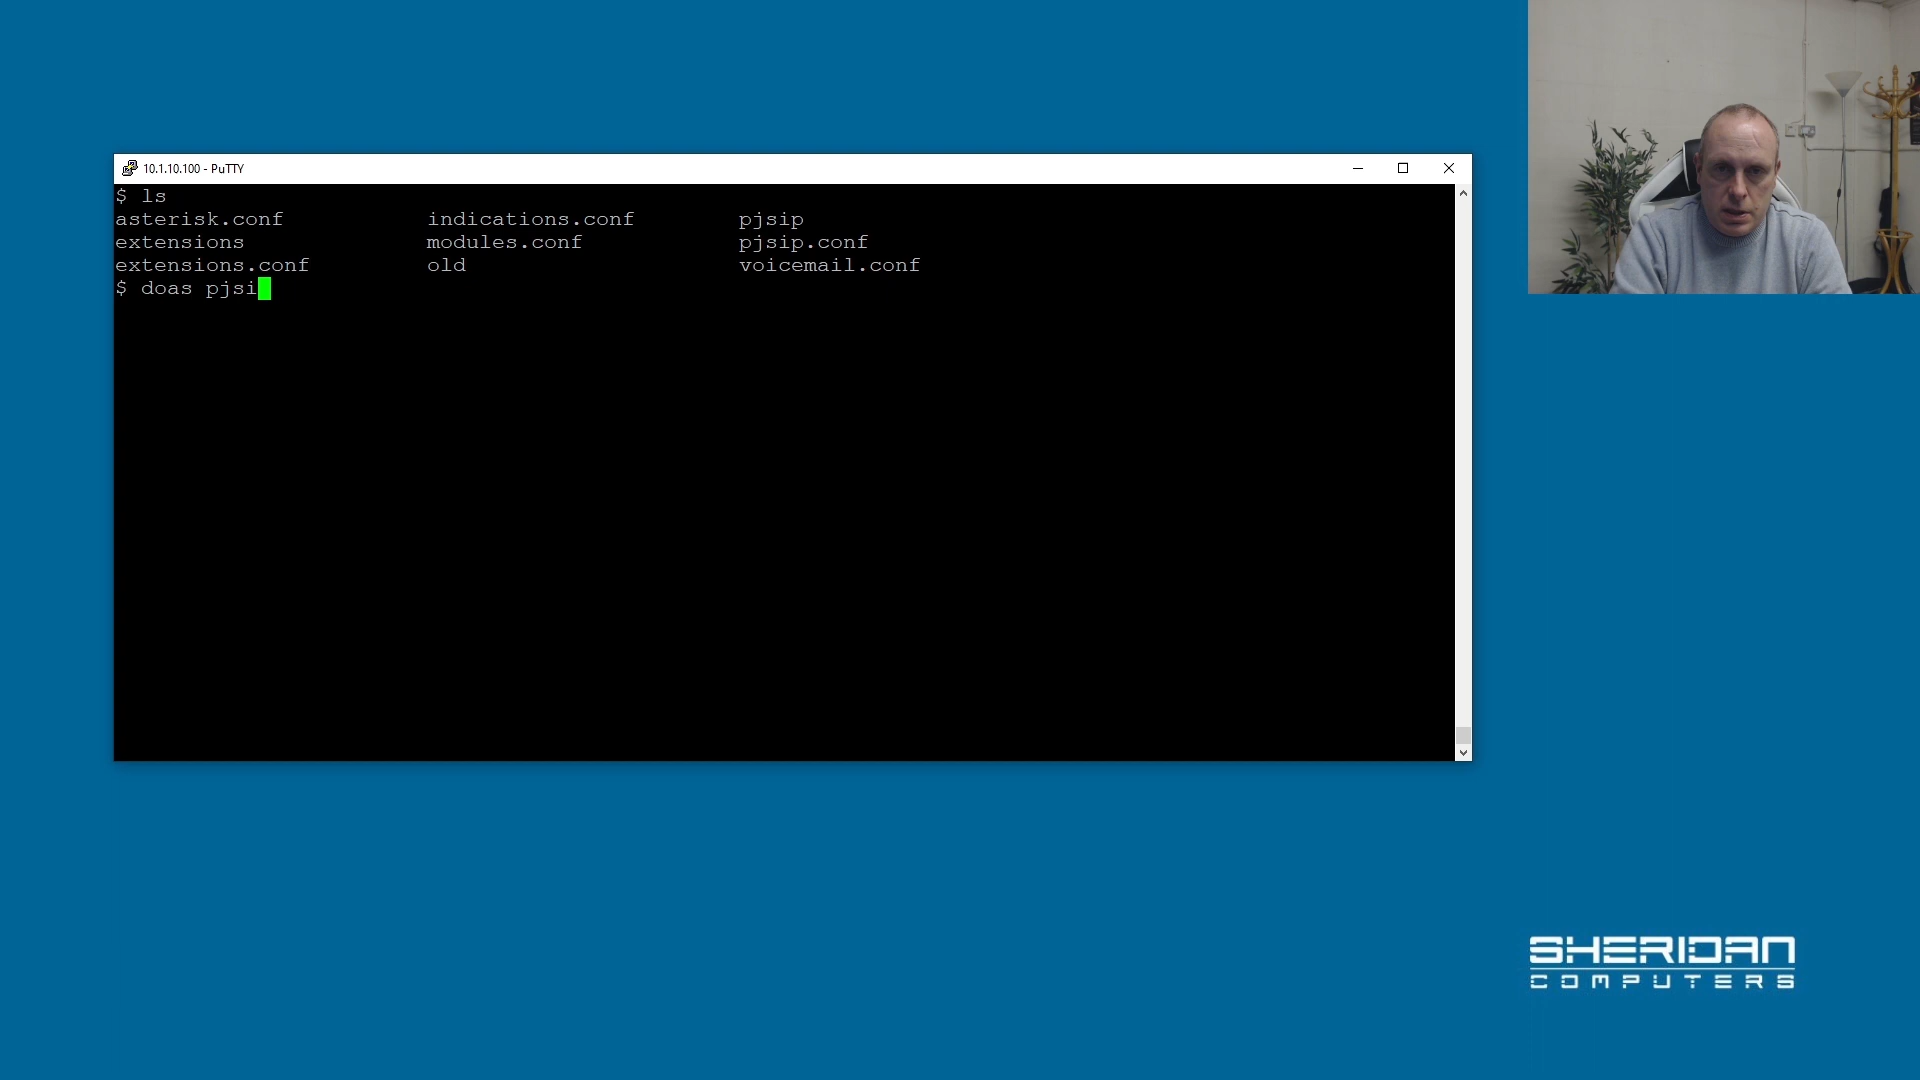 10.1.10.100 - PuTTY
$ ls
asterisk.conf indications.conf pjsip
extensions modules.conf pjsip.conf
extensions.conf old voicemail.conf
$ doas pjsi
SHERIDAN
COMPUTERS